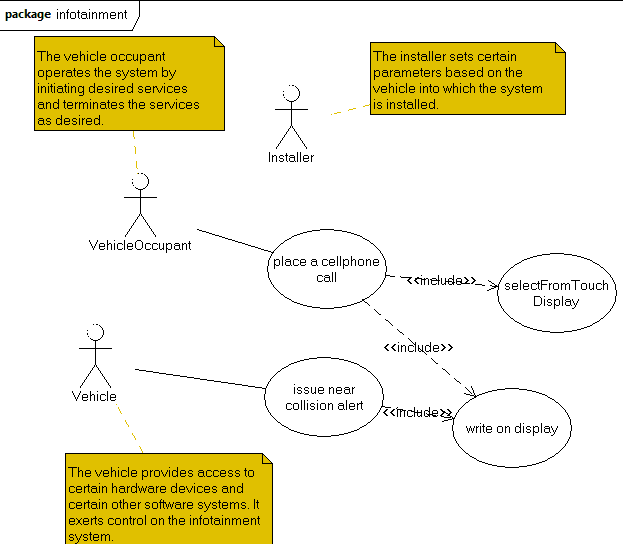 package infotainment
The vehicle occupant
operates the system by
initiating desired services
and terminates the services
as desired.
The installer sets certain
parameters based on the
vehicle into which the system
is installed.
Installer
VehicleOccupant
place a cellphone
call
<<include>>
selectFromTouch
Display
<<include>>
Vehicle
issue near
collision alert
<<include>>
write on display
The vehicle provides access to
certain hardware devices and
certain other software systems. It
exerts control on the infotainment
system.